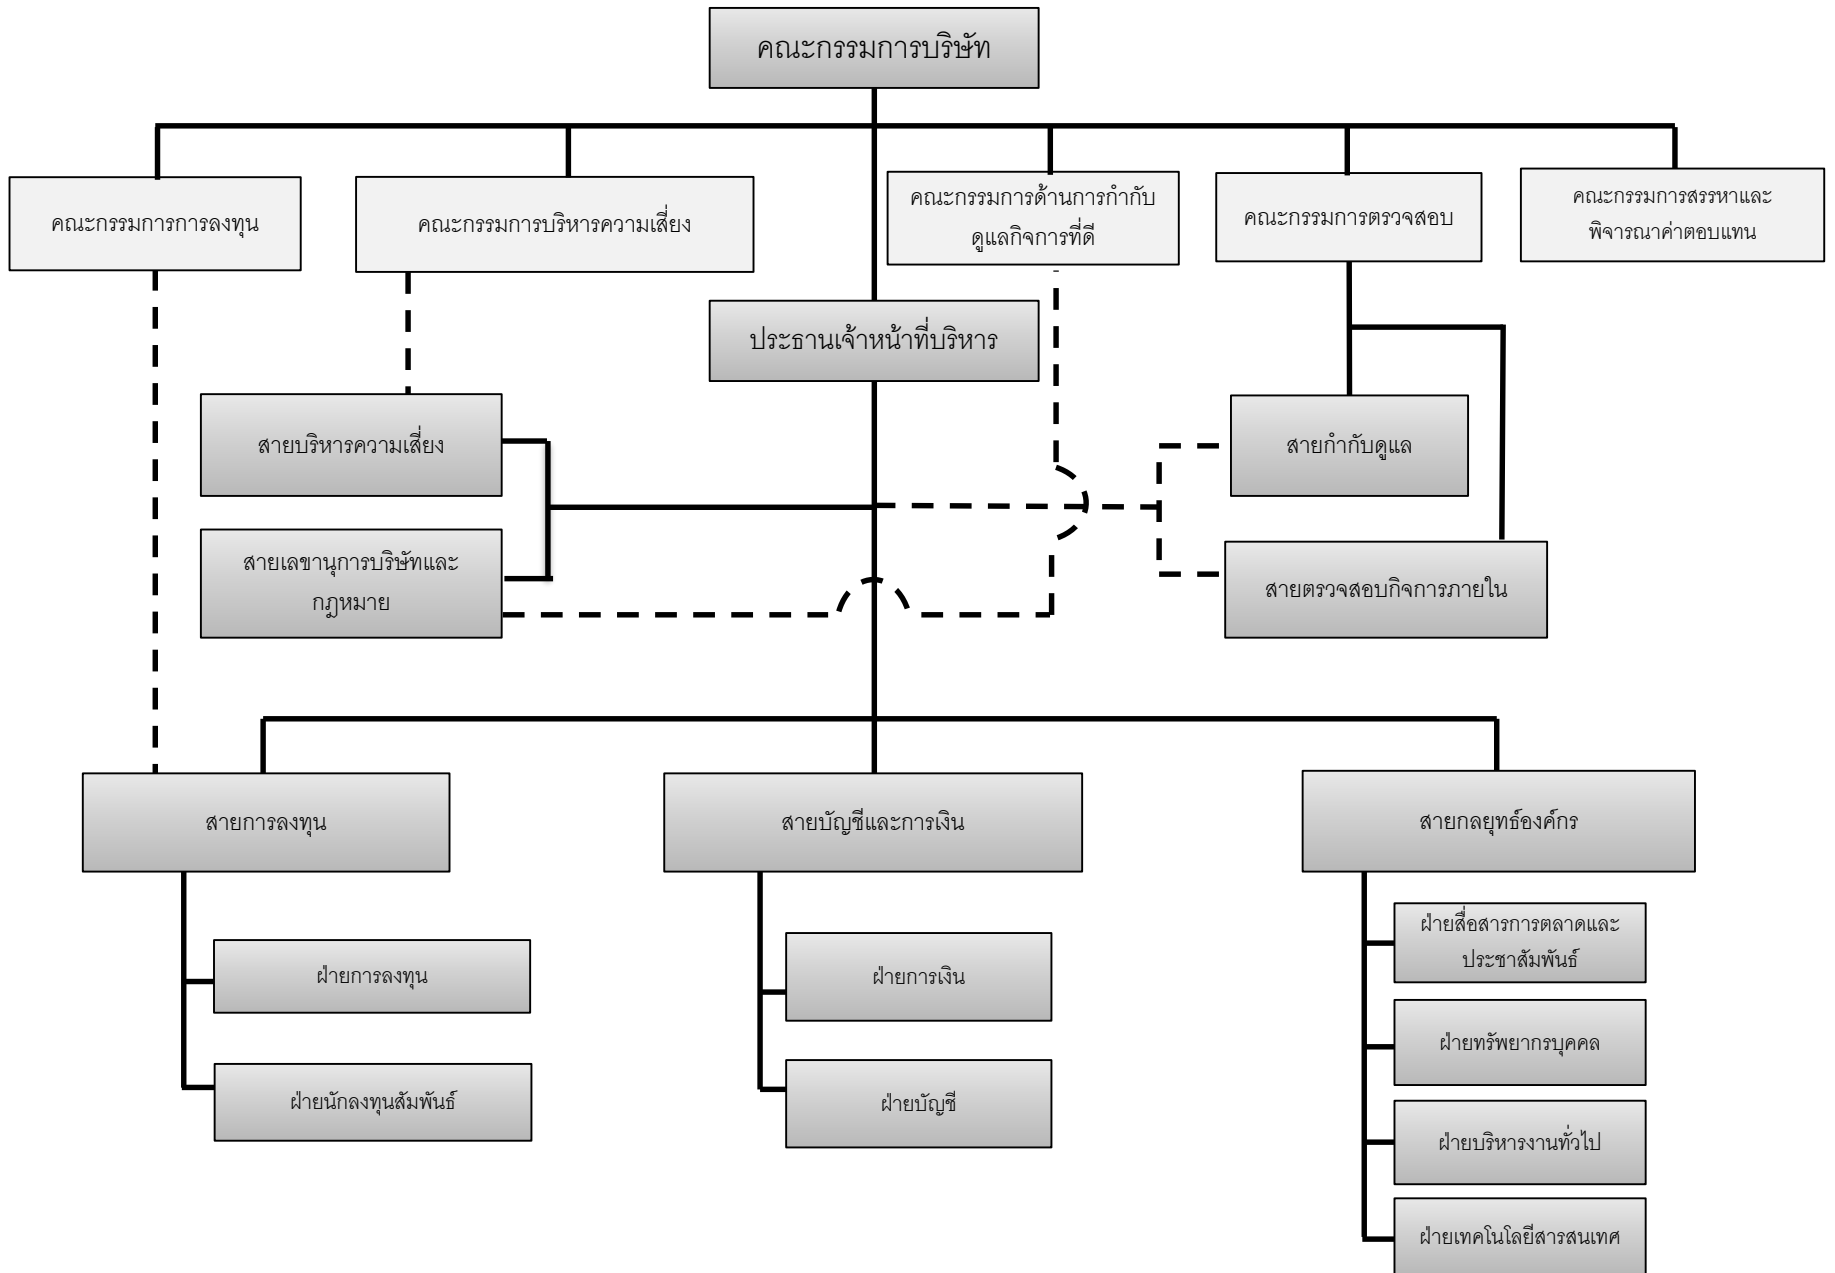 คณะกรรมการบริษัท
คณะกรรมการการลงทุน
คณะกรรมการบริหารความเสี่ยง
คณะกรรมการด้านการกำกับ
ดูแลกิจการที่ดี
คณะกรรมการตรวจสอบ
คณะกรรมการสรรหาและ
พิจารณาค่าตอบแทน
ประธานเจ้าหน้าที่บริหาร
สายบริหารความเสี่ยง
สายกำกับดูแล
สายเลขานุการบริษัทและ
กฎหมาย
สายตรวจสอบกิจการภายใน
สายการลงทุน
สายบัญชีและการเงิน
สายกลยุทธ์องค์กร
ฝ่ายการลงทุน
ฝ่ายนักลงทุนสัมพันธ์
ฝ่ายการเงิน
ฝ่ายบัญชี
ฝ่ายสื่อสารการตลาดและ
ประชาสัมพันธ์
ฝ่ายทรัพยากรบุคคล
ฝ่ายบริหารงานทั่วไป
ฝ่ายเทคโนโลยีสารสนเทศ